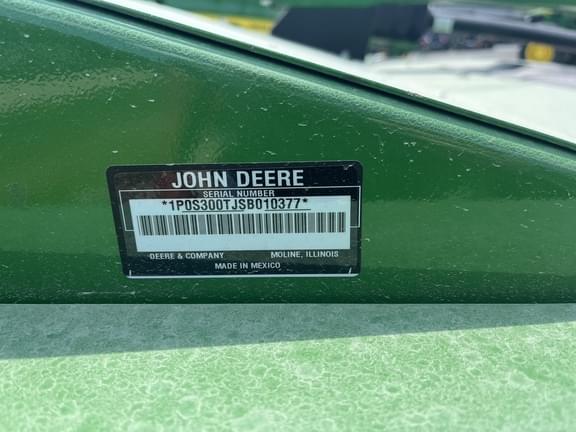 JOHN DEERE
SERIAL NUMBER
*1P0S300TJSB010377*
DEERE & COMPANY MOLINE, ILLINOIS
MADE IN MEXICO